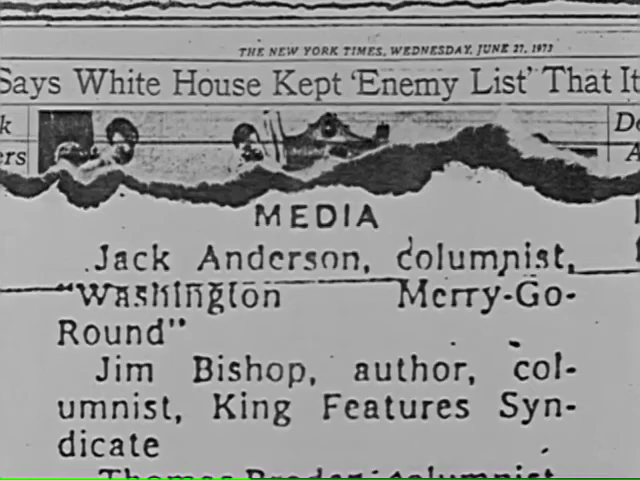 THE NEW YORK TIMES, WEDNESDAY, JUNE 27, 1973
Says White House Kept 'Enemy List' That It
MEDIA
Jack Anderson, columnist,
"Washington Merry-Go-
Round"
Jim Bishop, author, col-
umnist, King Features Syn-
dicate
Thomas Braden, columnist